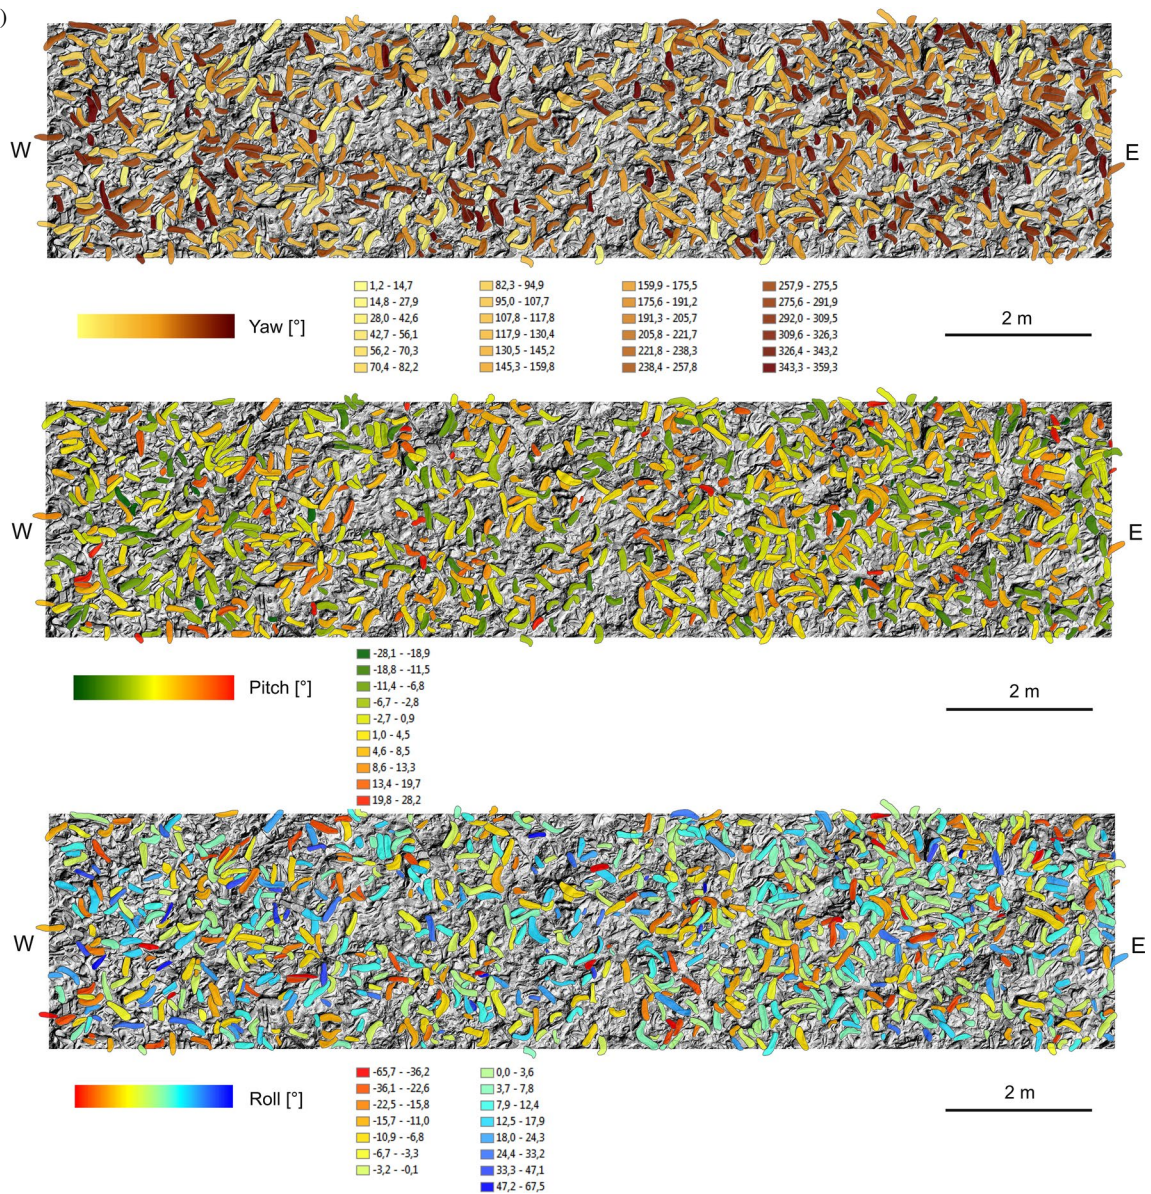 )
W
E
1,2 - 14,7
14,8 - 27,9
28,0 - 42,6
42,7 - 56,1
56,2 - 70,3
70,4 - 82,2
82,3 - 94,9
95,0 - 107,7
107,8 - 117,8
117,9 - 130,4
130,5 - 145,2
145,3 - 159,8
159,9 - 175,5
175,6 - 191,2
191,3 - 205,7
205,8 - 221,7
221,8 - 238,3
238,4 - 257,8
257,9 - 275,5
275,6 - 291,9
292,0 - 309,5
309,6 - 326,3
326,4 - 343,2
343,3 - 359,3
Yaw [°]
2 m
W
E
-28,1 - -18,9
-18,8 - -11,5
-11,4 - -6,8
-6,7 - -2,8
-2,7 - 0,9
1,0 - 4,5
4,6 - 8,5
8,6 - 13,3
13,4 - 19,7
19,8 - 28,2
Pitch [°]
2 m
W
E
-65,7 - -36,2
-36,1 - -22,6
-22,5 - -15,8
-15,7 - -11,0
-10,9 - -6,8
-6,7 - -3,3
-3,2 - -0,1
0,0 - 3,6
3,7 - 7,8
7,9 - 12,4
12,5 - 17,9
18,0 - 24,3
24,4 - 33,2
33,3 - 47,1
47,2 - 67,5
Roll [°]
2 m